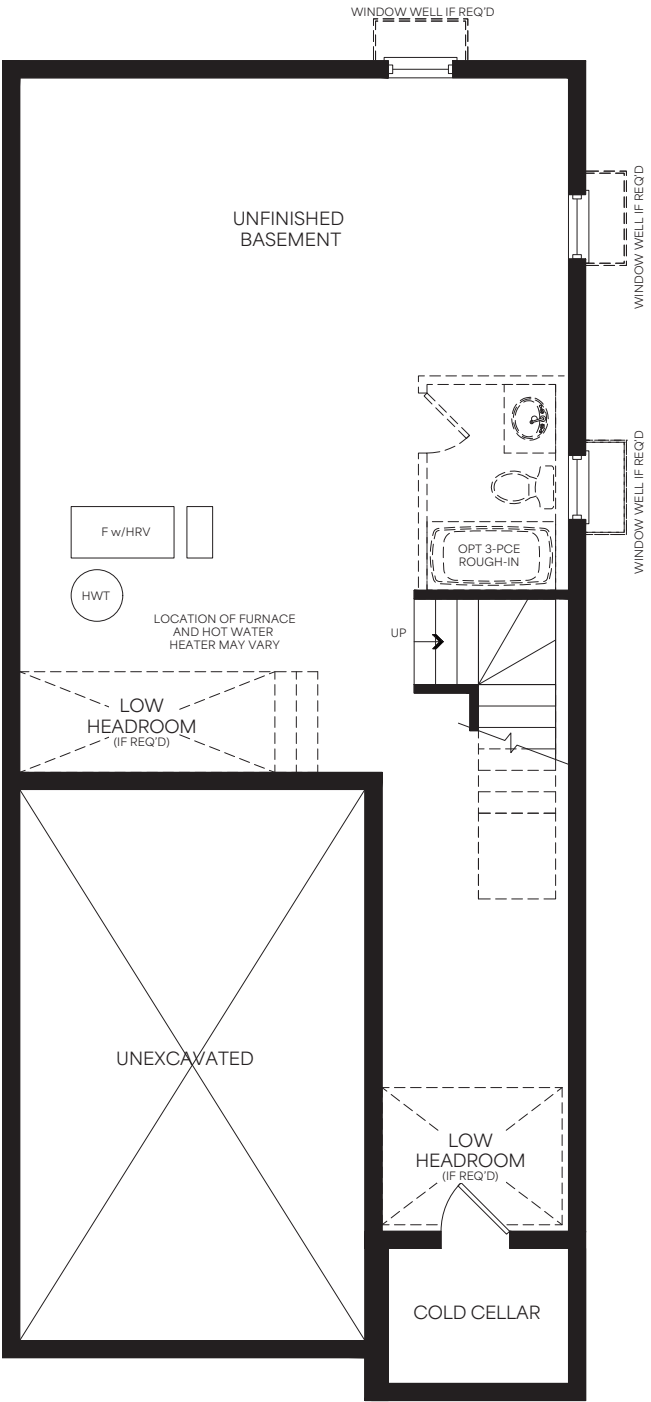 WINDOW WELL IF REQ'D
UNFINISHED
BASEMENT
WINDOW WELL IF REQ'D
WINDOW WELL IF REQ'D
F w/HRV
OPT 3-PCE
ROUGH-IN
HWT
LOCATION OF FURNACE
AND HOT WATER
HEATER MAY VARY
UP
LOW
HEADROOM
(IF REQ'D)
UNEXCAVATED
LOW
HEADROOM
(IF REQ'D)
COLD CELLAR